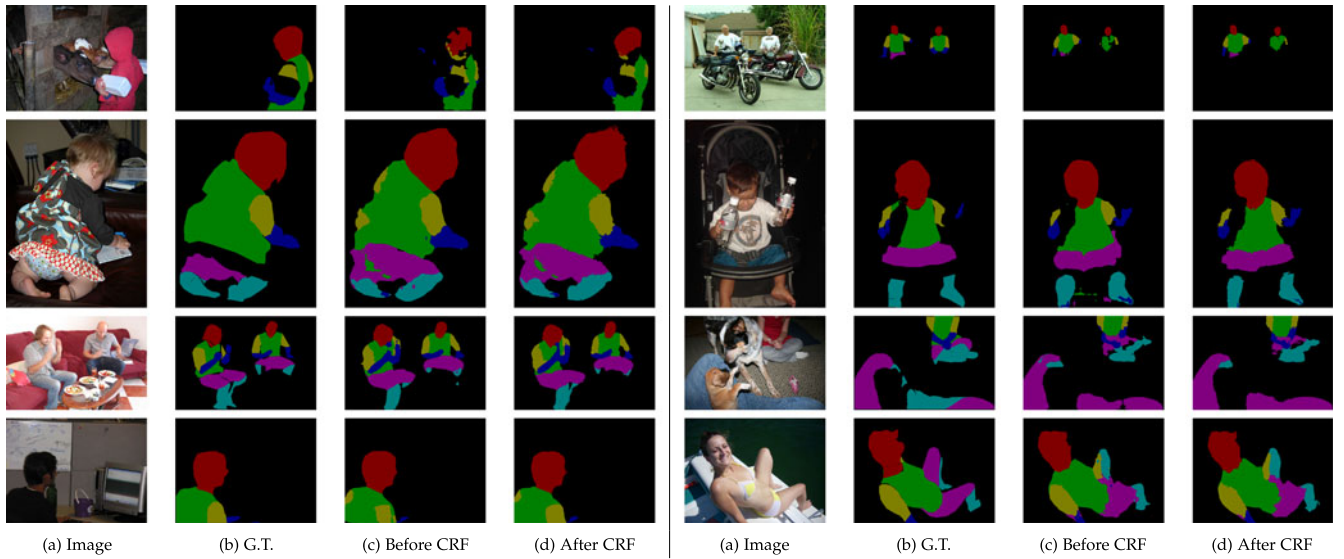 (a) Image
(b) G.T.
(c) Before CRF
(d) After CRF
(a) Image
(b) G.T.
(c) Before CRF
(d) After CRF